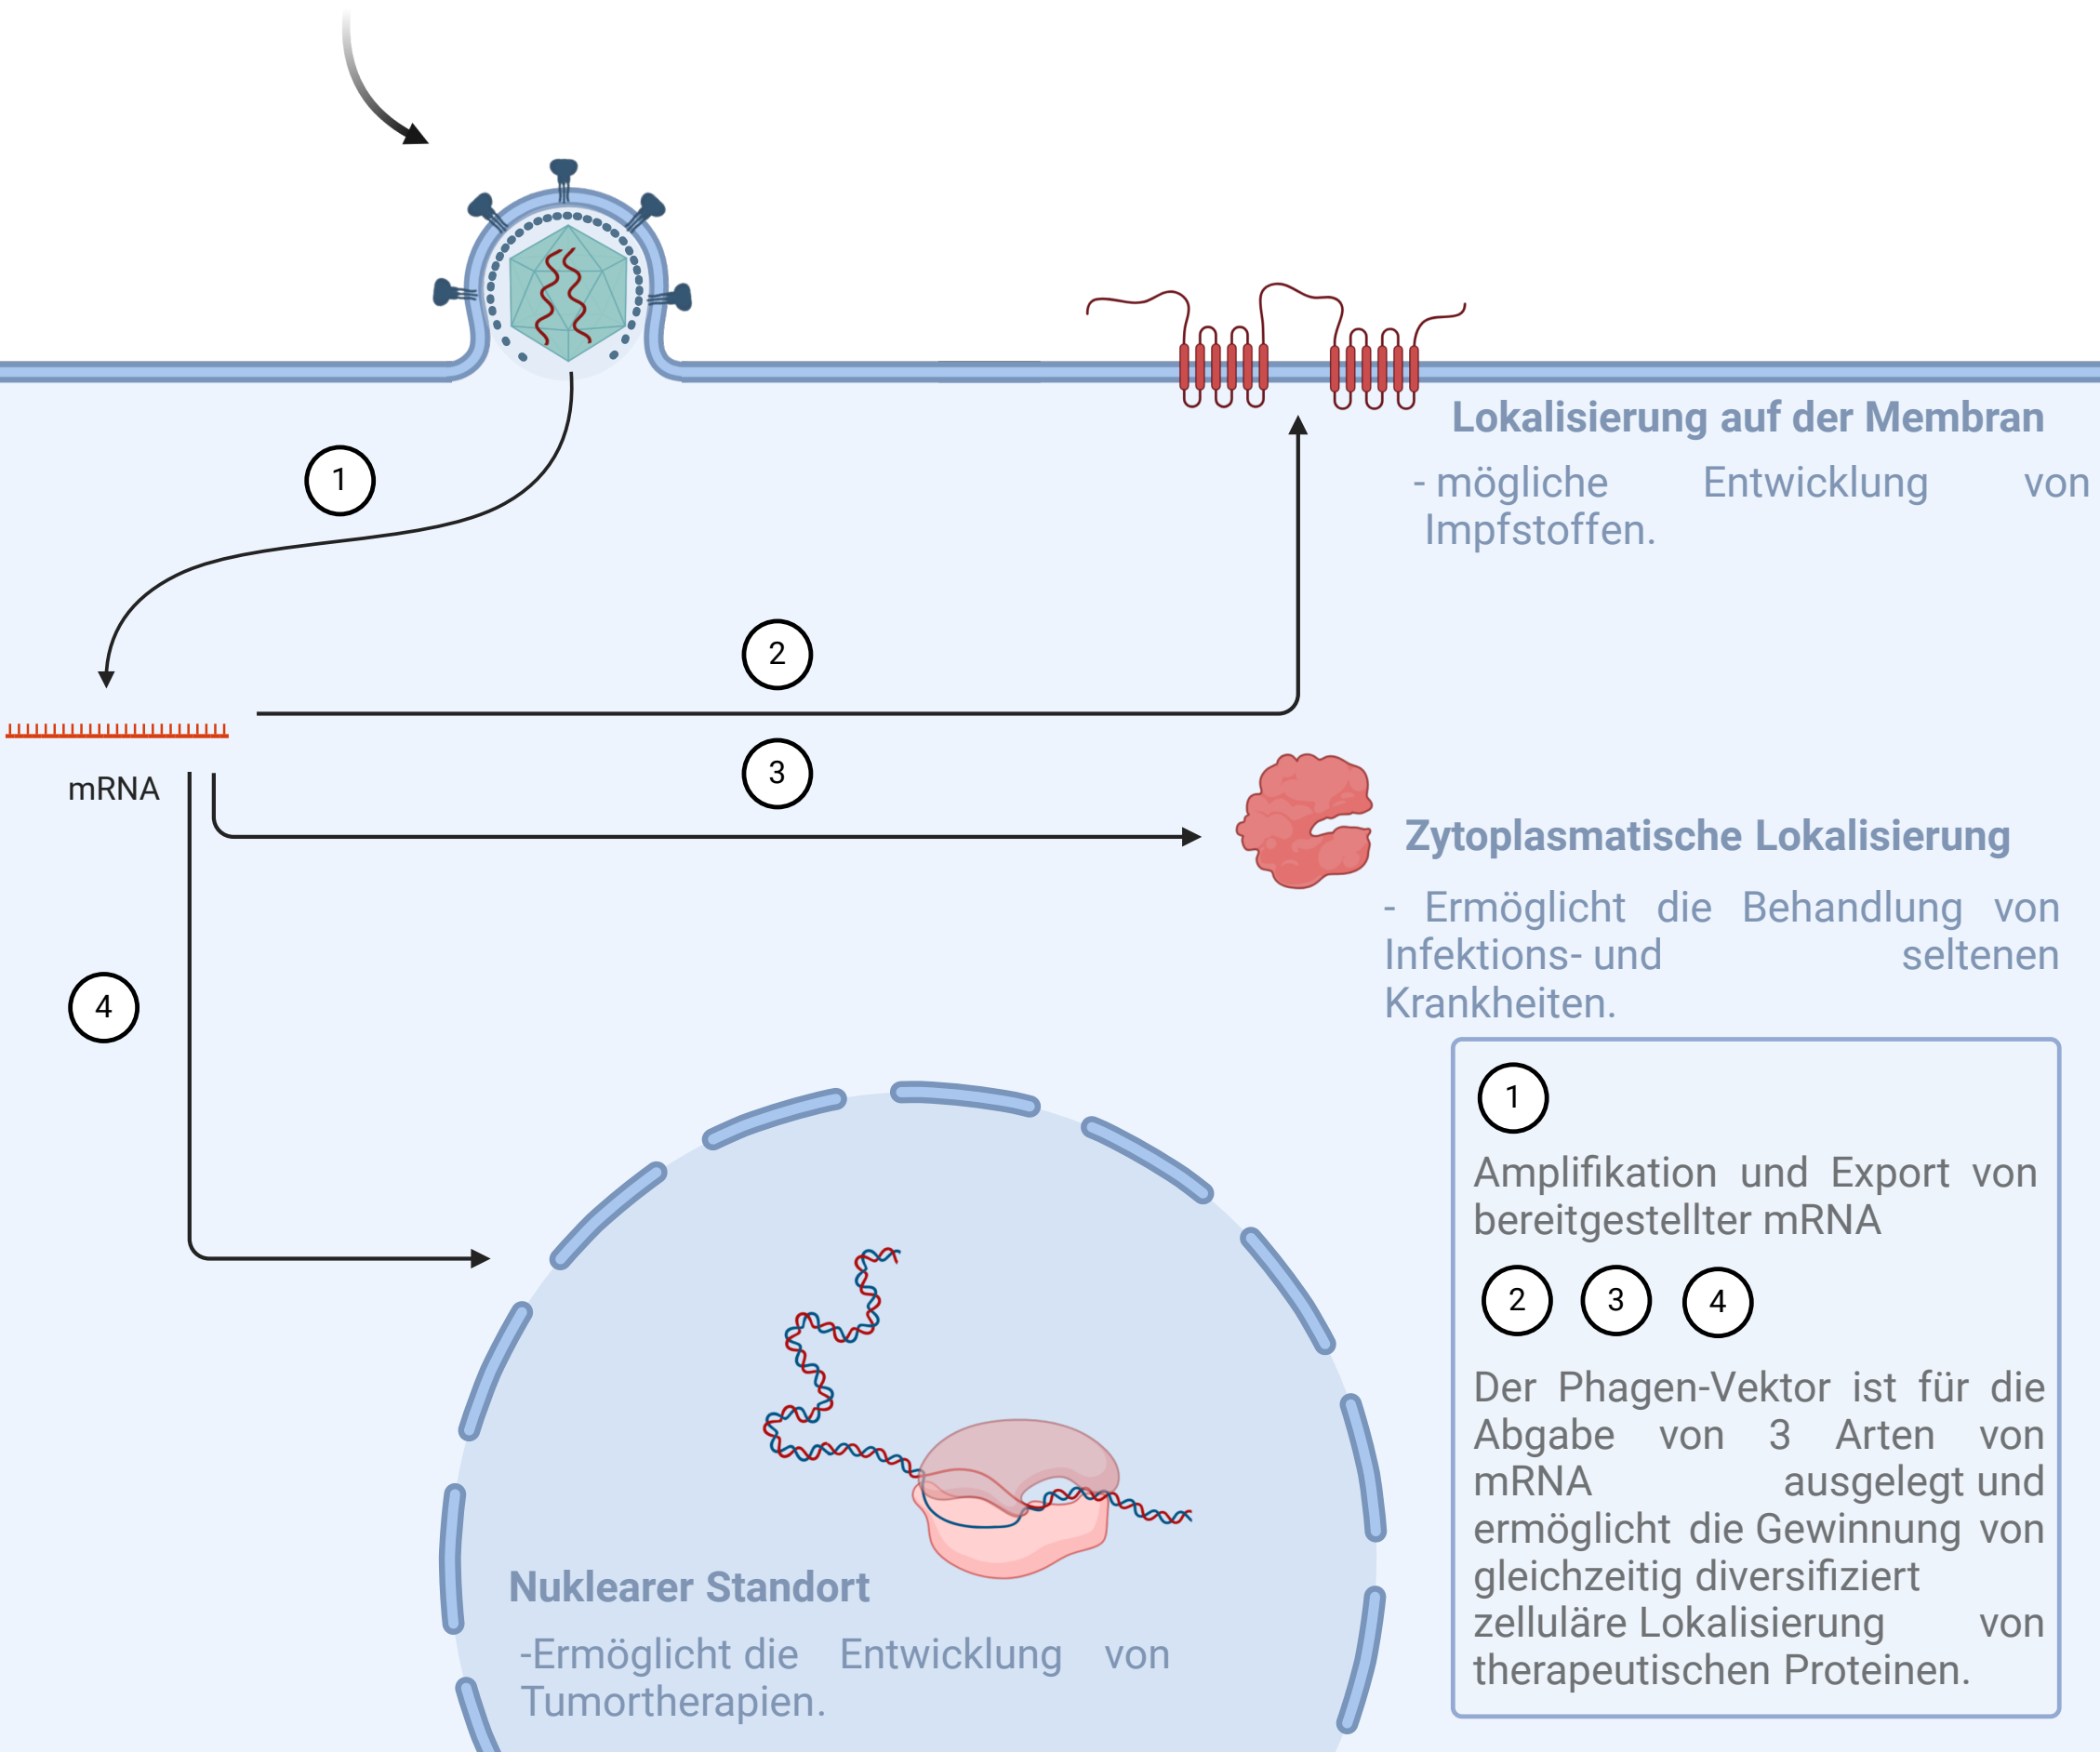 1
Lokalisierung auf der Membran
- mögliche Entwicklung von
Impfstoffen.
2
3
mRNA
Zytoplasmatische Lokalisierung
- Ermöglicht die Behandlung von
Infektions- und seltenen
Krankheiten.
4
1
Amplifikation und Export von
bereitgestellter mRNA
2 3 4
Der Phagen-Vektor ist für die
Abgabe von 3 Arten von
mRNA ausgelegt und
ermöglicht die Gewinnung von
gleichzeitig diversifiziert
zelluläre Lokalisierung von
therapeutischen Proteinen.
Nuklearer Standort
-Ermöglicht die Entwicklung von
Tumortherapien.